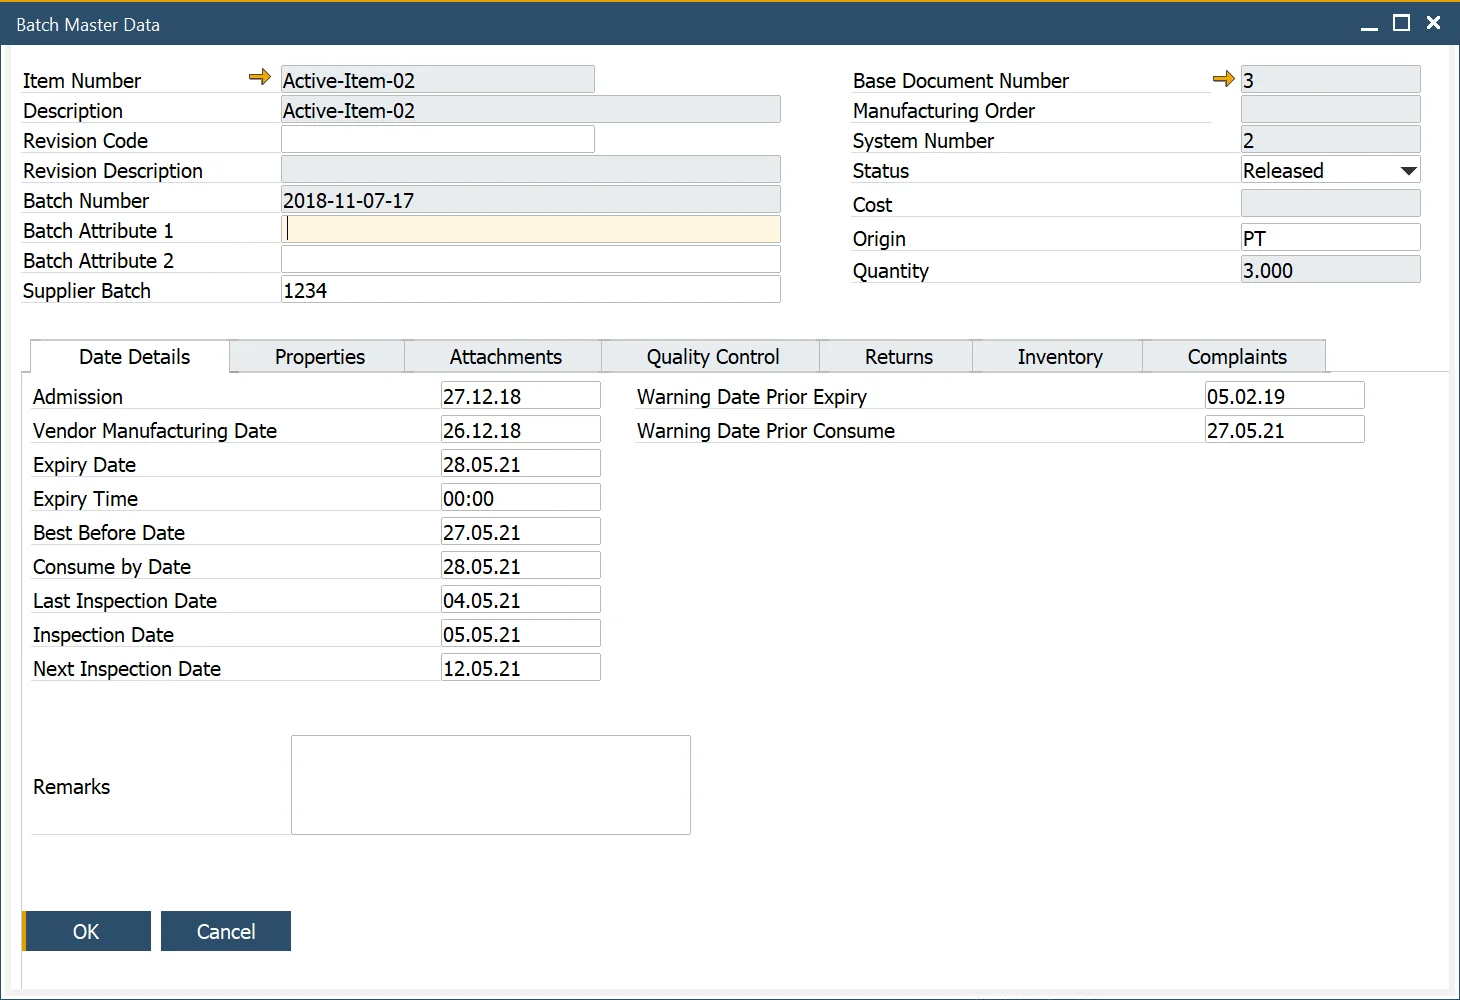 Batch Master Data
Item Number Active-Item-02
Description Active-Item-02
Revision Code
Revision Description
Batch Number 2018-11-07-17
Batch Attribute 1
Batch Attribute 2
Supplier Batch 1234
Base Document Number 3
Manufacturing Order
System Number 2
Status Released
Cost
Origin PT
Quantity 3.000
Date Details Properties Attachments Quality Control Returns Inventory Complaints
Admission 27.12.18
Vendor Manufacturing Date 26.12.18
Expiry Date 28.05.21
Expiry Time 00:00
Best Before Date 27.05.21
Consume by Date 28.05.21
Last Inspection Date 04.05.21
Inspection Date 05.05.21
Next Inspection Date 12.05.21
Warning Date Prior Expiry 05.02.19
Warning Date Prior Consume 27.05.21
Remarks
OK Cancel